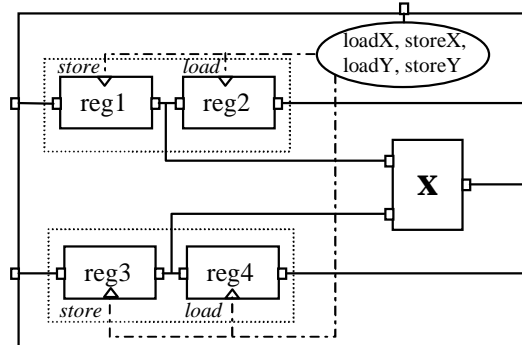 loadX, storeX,
loadY, storeY
store
load
reg1
reg2
X
reg3
reg4
store
load